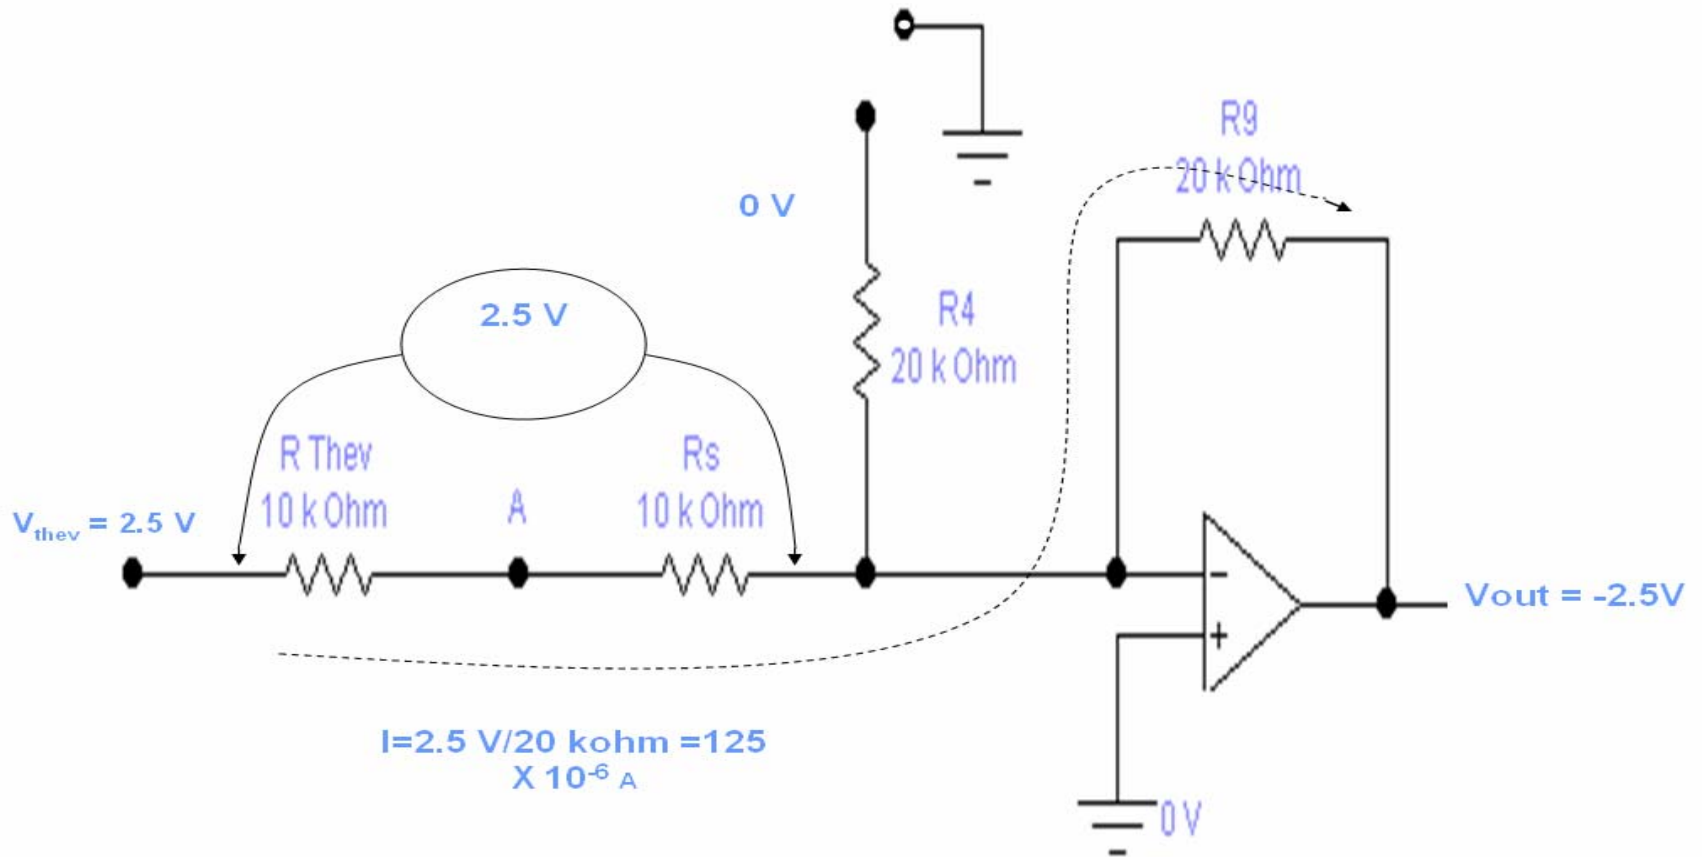 R9
20 k Ohm
0 V
2.5 V
R4
20 k Ohm
R Thev
10 k Ohm
A
Rs
10 k Ohm
Vthev = 2.5 V
-
+
Vout = -2.5V
I=2.5 V/20 kohm =125
X 10-6 A
0 V